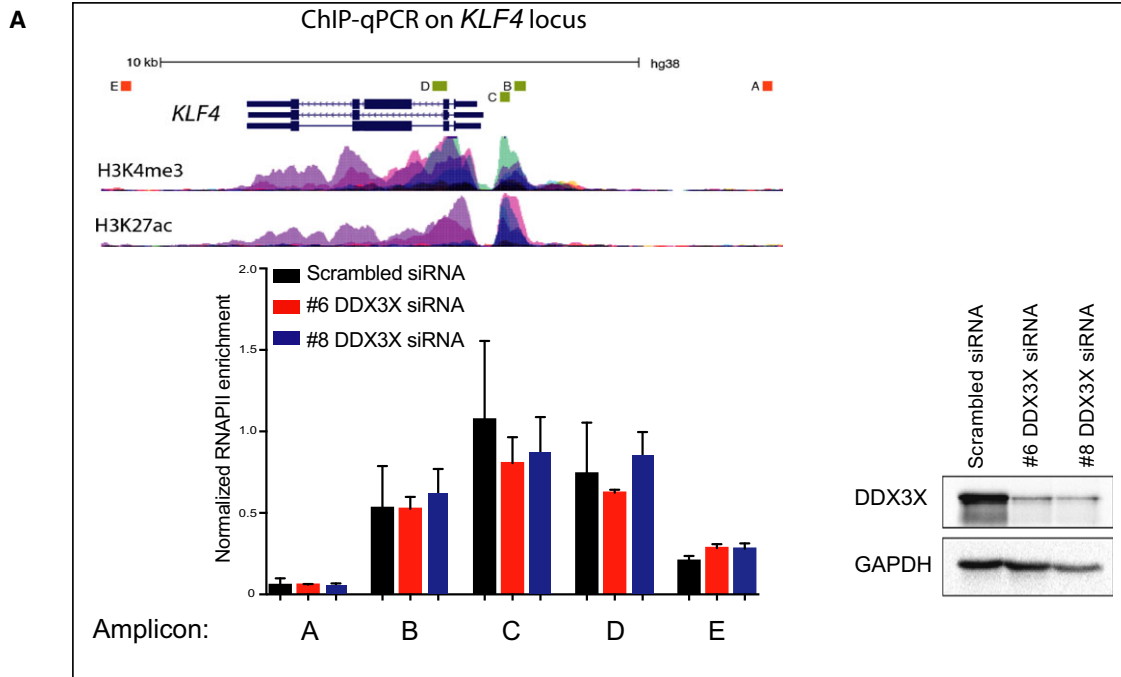 A
ChIP-qPCR on KLF4 locus
10 kb hg38
E D B A
C
KLF4
H3K4me3
H3K27ac
2.0
1.5
1.0
0.5
0
Normalized RNAPII enrichment
Scrambled siRNA
#6 DDX3X siRNA
#8 DDX3X siRNA
Amplicon: A B C D E
Scrambled siRNA
#6 DDX3X siRNA
#8 DDX3X siRNA
DDX3X
GAPDH